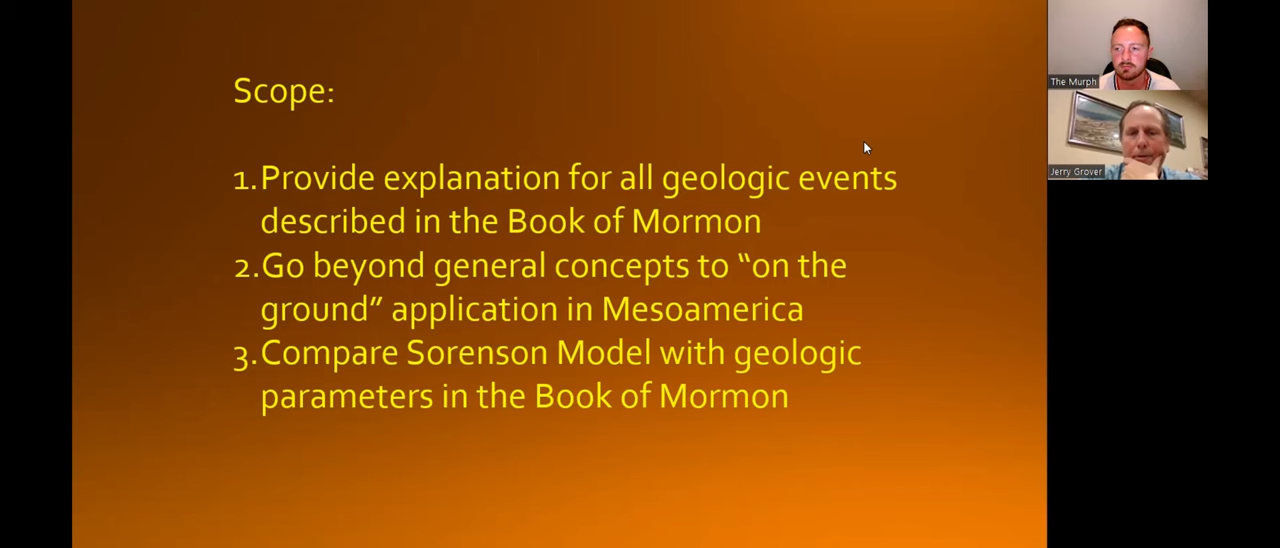 Scope:
1.Provide explanation for all geologic events
described in the Book of Mormon
2.Go beyond general concepts to “on the
ground” application in Mesoamerica
3.Compare Sorenson Model with geologic
parameters in the Book of Mormon
The Murph
Jerry Grover